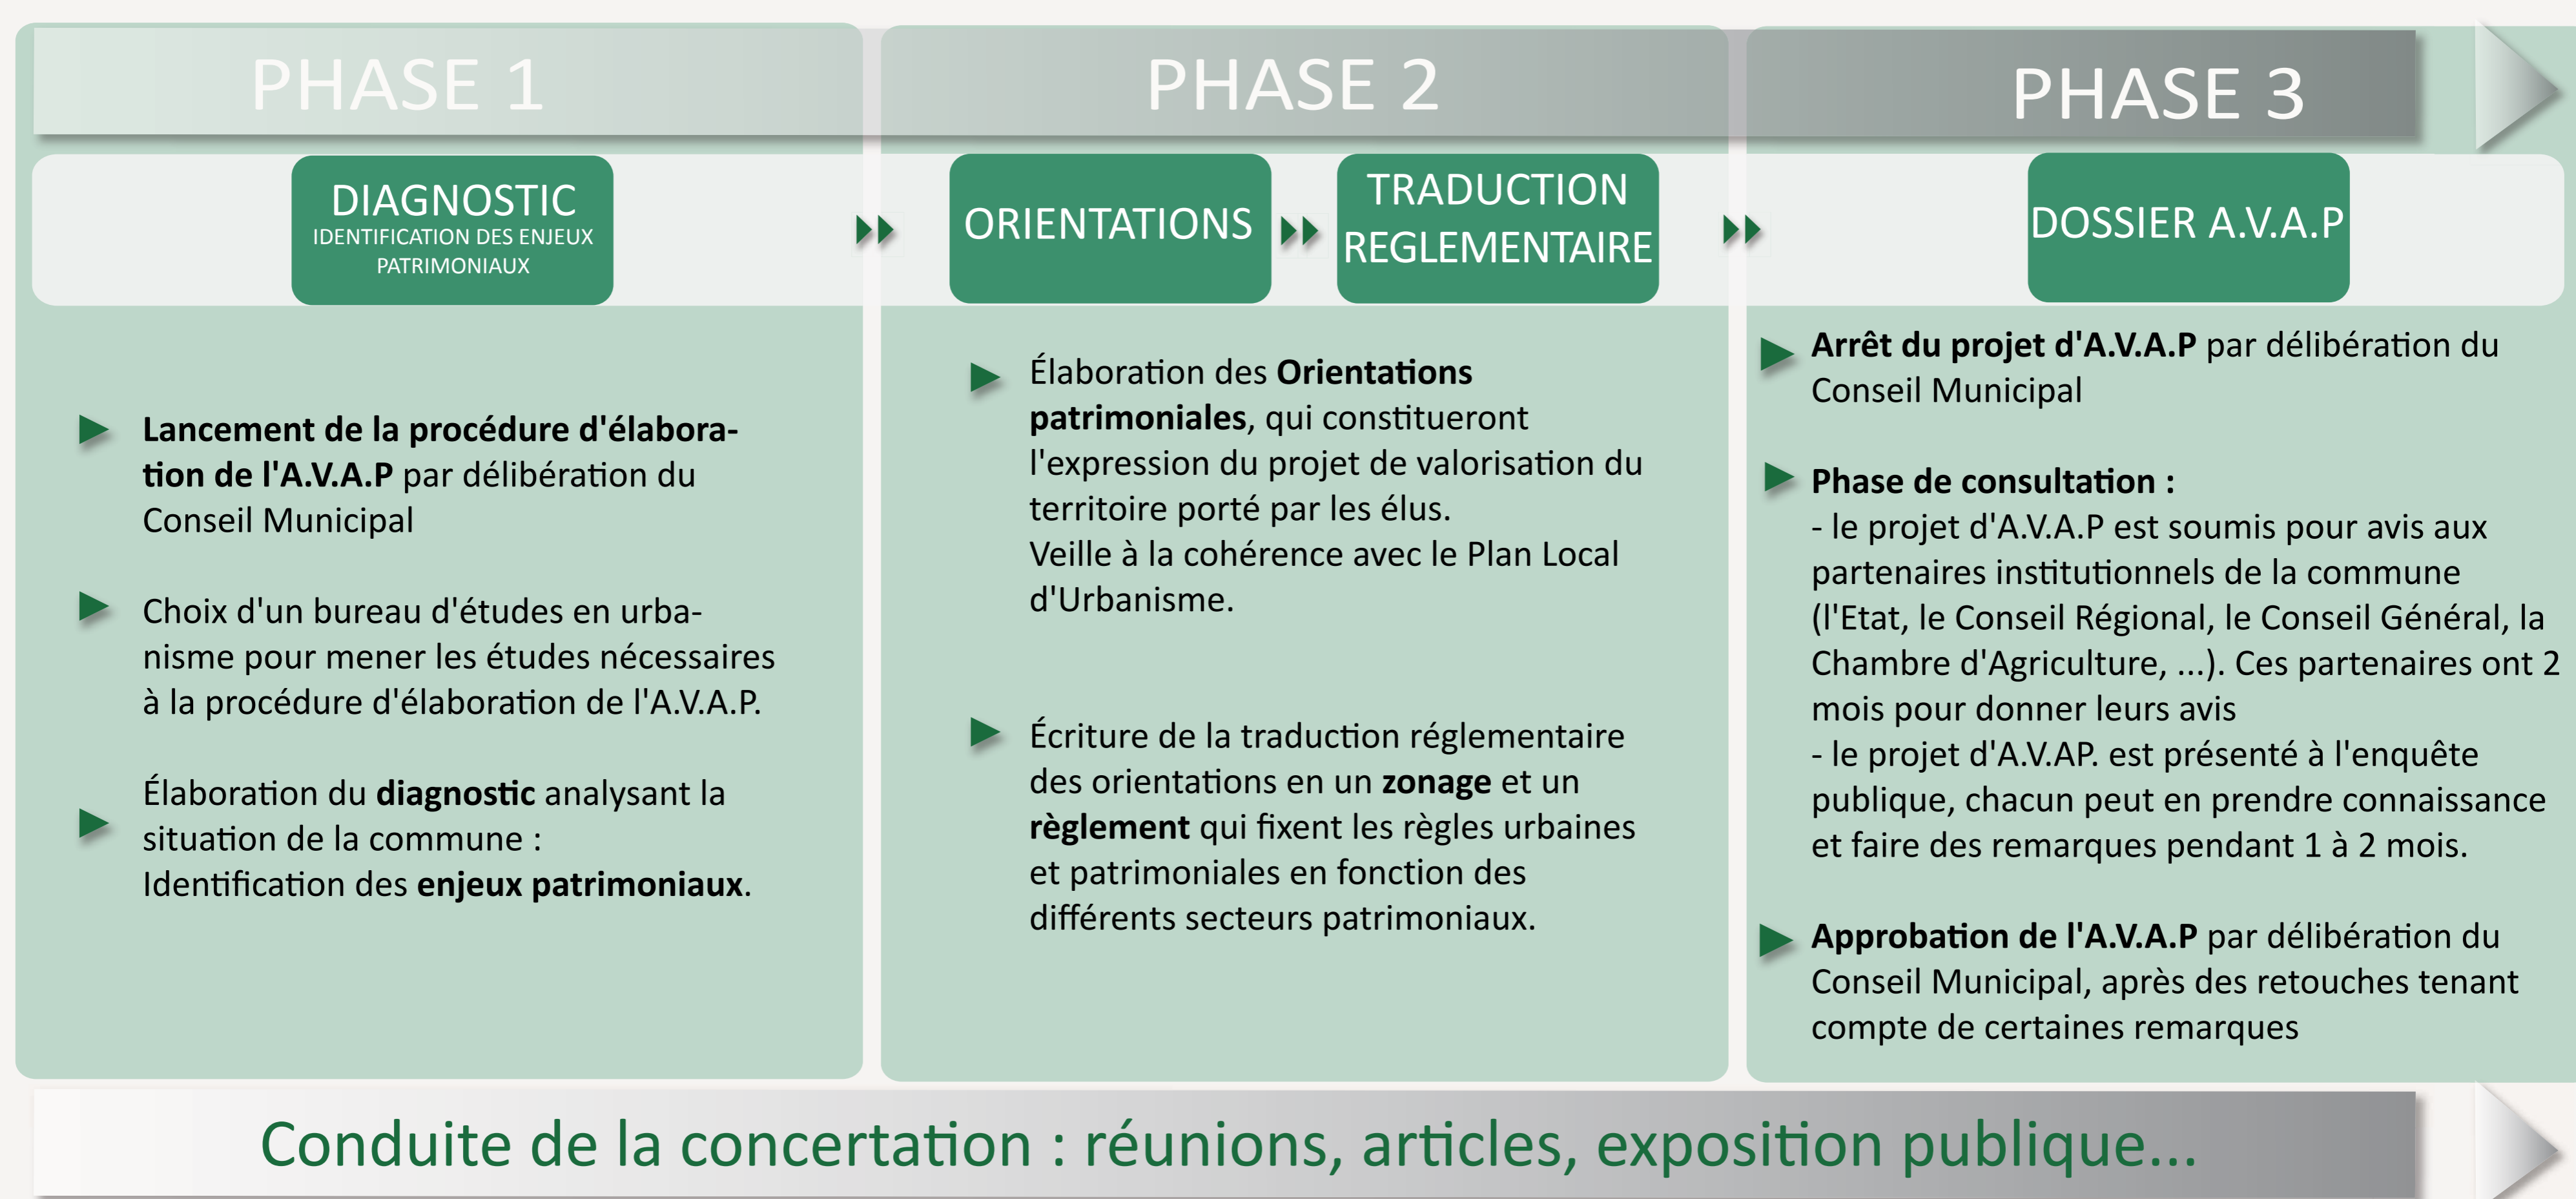 PHASE 1
PHASE 2
PHASE 3
DIAGNOSTIC
IDENTIFICATION DES ENJEUX
PATRIMONIAUX
ORIENTATIONS
TRADUCTION
REGLEMENTAIRE
DOSSIER A.V.A.P
Lancement de la procédure d'élabora-
tion de l'A.V.A.P par délibération du
Conseil Municipal
Choix d'un bureau d'études en urba-
nisme pour mener les études nécessaires
à la procédure d'élaboration de l'A.V.A.P.
Élaboration du diagnostic analysant la
situation de la commune :
Identification des enjeux patrimoniaux.
Élaboration des Orientations
patrimoniales, qui constitueront
l'expression du projet de valorisation du
territoire porté par les élus.
Veille à la cohérence avec le Plan Local
d'Urbanisme.
Écriture de la traduction réglementaire
des orientations en un zonage et un
règlement qui fixent les règles urbaines
et patrimoniales en fonction des
différents secteurs patrimoniaux.
Arrêt du projet d'A.V.A.P par délibération du
Conseil Municipal
Phase de consultation :
- le projet d'A.V.A.P est soumis pour avis aux
partenaires institutionnels de la commune
(l'Etat, le Conseil Régional, le Conseil Général, la
Chambre d'Agriculture, ...). Ces partenaires ont 2
mois pour donner leurs avis
- le projet d'A.V.AP. est présenté à l'enquête
publique, chacun peut en prendre connaissance
et faire des remarques pendant 1 à 2 mois.
Approbation de l'A.V.A.P par délibération du
Conseil Municipal, après des retouches tenant
compte de certaines remarques
Conduite de la concertation : réunions, articles, exposition publique...